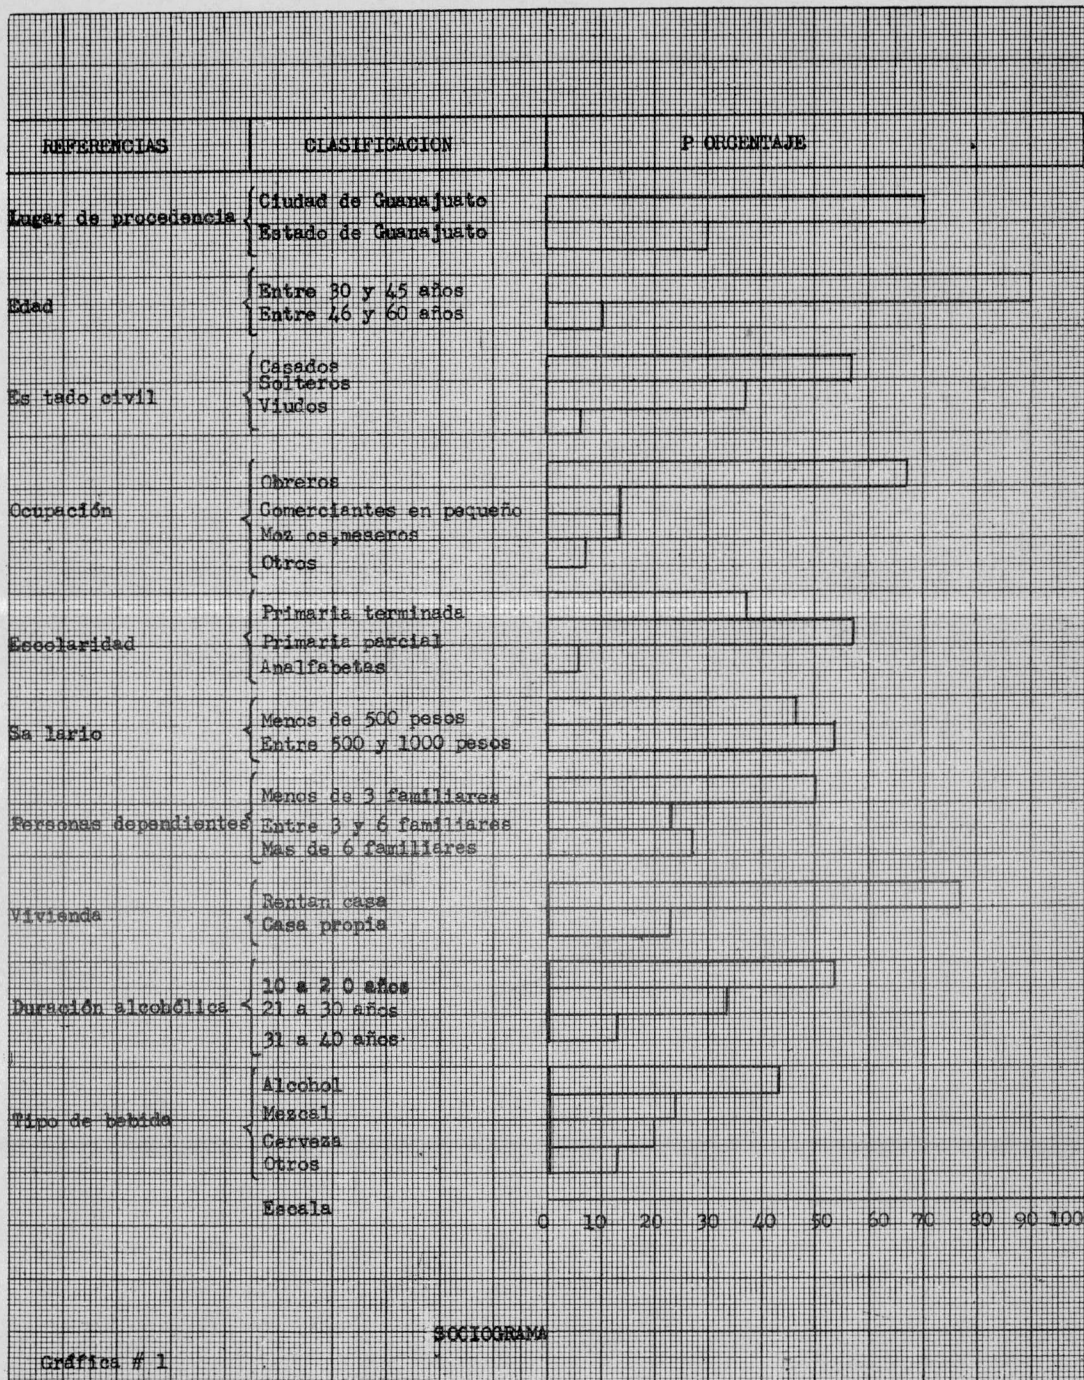 REFERENCIAS CLASIFICACION P ORCENTAJE
Lugar de procedencia
Ciudad de Guanajuato
Estado de Guanajuato
Edad
Entre 30 y 45 años
Entre 46 y 60 años
Es tado civil
Casados
Solteros
Viudos
Ocupación
Obreros
Comerciantes en pequeño
Moz os,meseros
Otros
Escolaridad
Primaria terminada
Primaria parcial
Analfabetas
Sa lario
Menos de 500 pesos
Entre 500 y 1000 pesos
Personas dependientes
Menos de 3 familiares
Entre 3 y 6 familiares
Mas de 6 familiares
Vivienda
Rentan casa
Casa propia
Duración alcohólica
10 a 2 0 años
21 a 30 años
31 a 40 años
Tipo de bebida
Alcohol
Mezcal
Cerveza
Otros
Escala 0 10 20 30 40 50 60 70 80 90 100
SOCIOGRAMA
Gráfica # 1